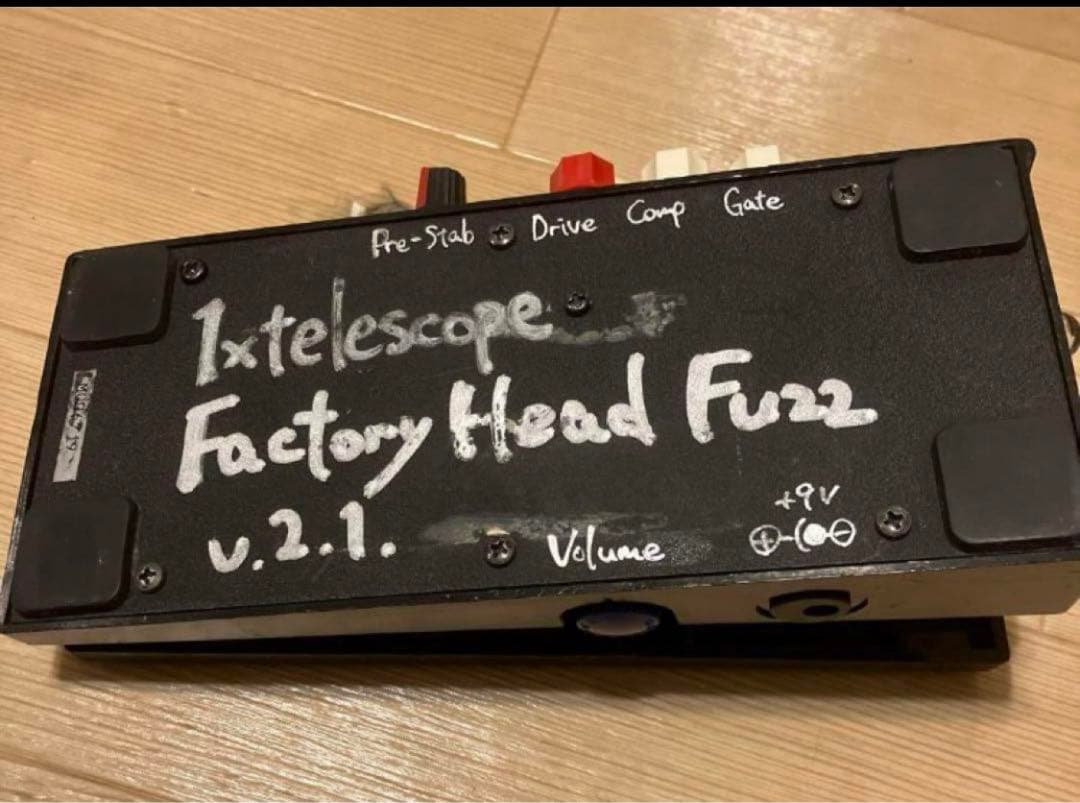 Pre-Stab Drive Comp Gate
1xtelescope
Factory Head Fuzz
v.2.1.
Volume
+9V